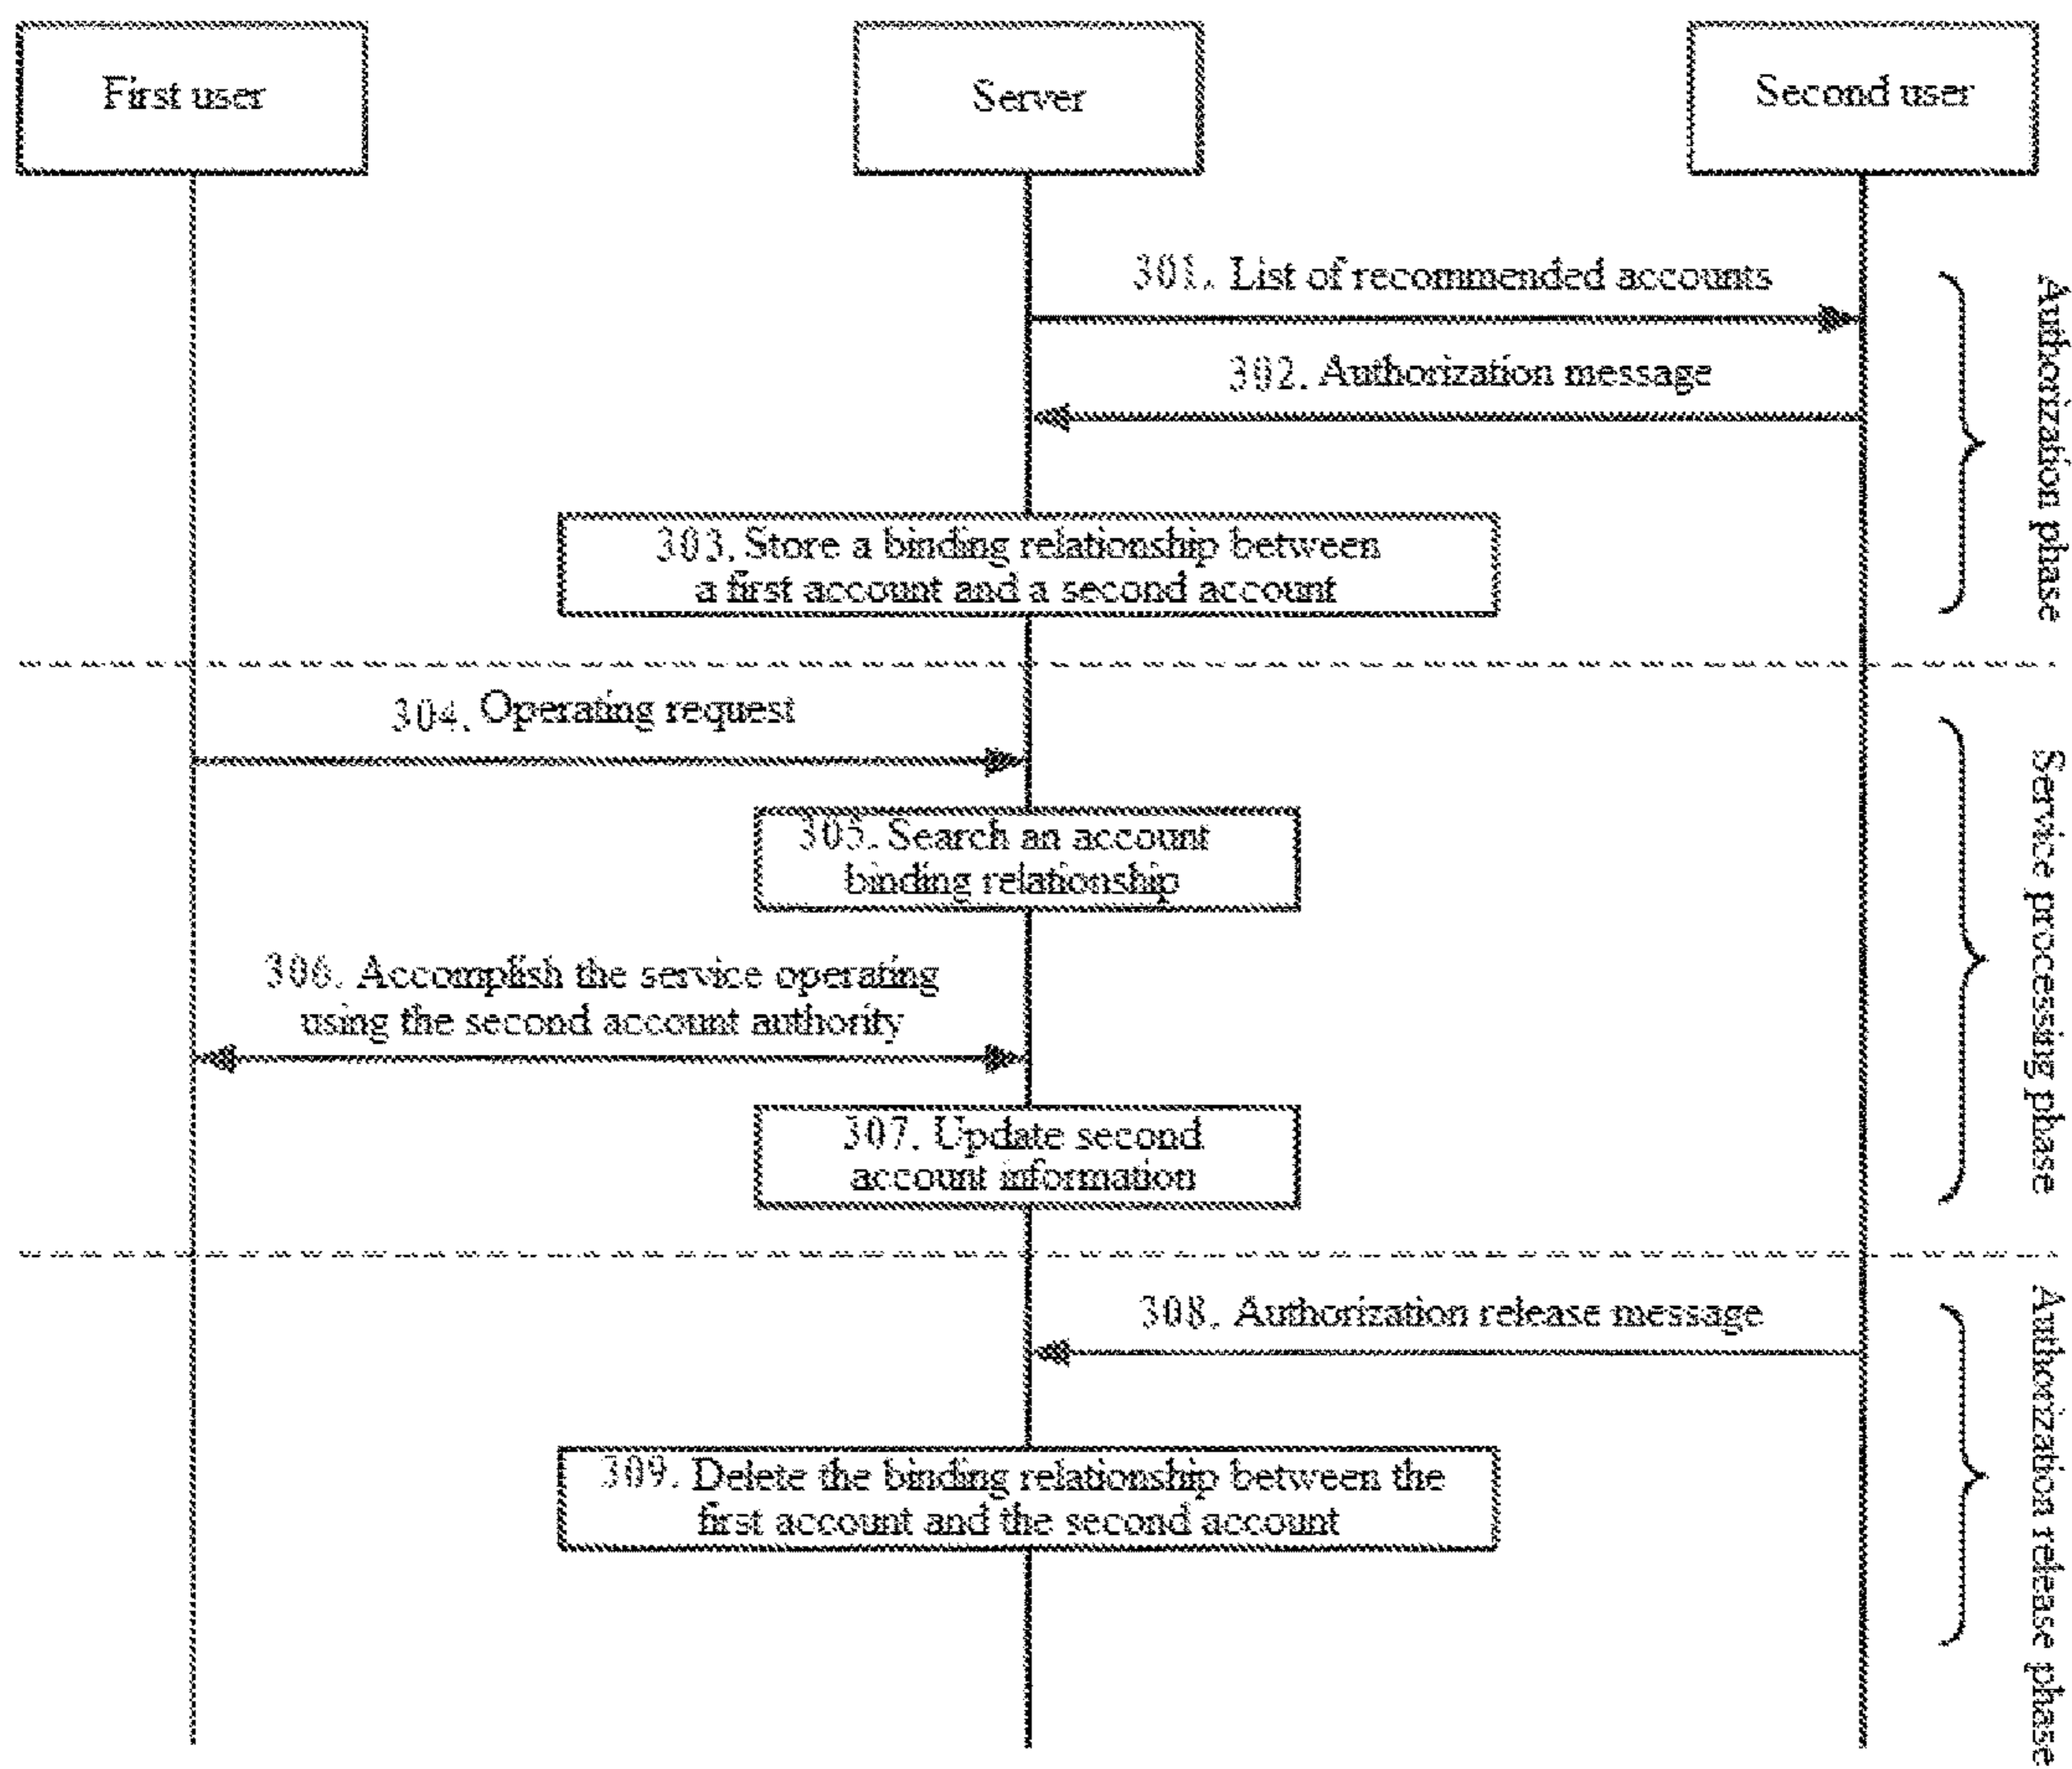 First user
Server
Second user
301. List of recommended accounts
302. Authorization message
303. Store a binding relationship between
a first account and a second account
Authorization phase
304. Operating request
305. Search an account
binding relationship
306. Accomplish the service operating
using the second account authority
307. Update second
account information
Service processing phase
308. Authorization release message
309. Delete the binding relationship between the
first account and the second account
Authorization release phase